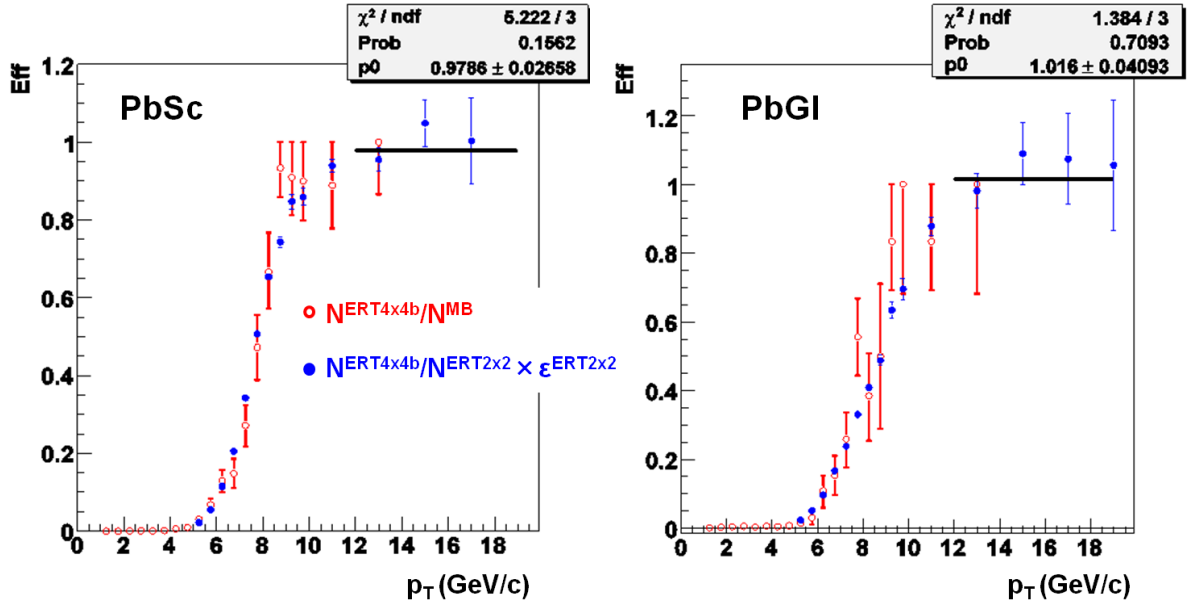 χ² / ndf 5.222 / 3
Prob 0.1562
p0 0.9786 ± 0.02658
Eff
PbSc
1.2
1
0.8
0.6
0.4
0.2
0
0 2 4 6 8 10 12 14 16 18
p_T (GeV/c)
N^ERT4x4b/N^MB
N^ERT4x4b/N^ERT2x2 × ε^ERT2x2
χ² / ndf 1.384 / 3
Prob 0.7093
p0 1.016 ± 0.04093
Eff
PbGl
1.2
1
0.8
0.6
0.4
0.2
0
0 2 4 6 8 10 12 14 16 18
p_T (GeV/c)